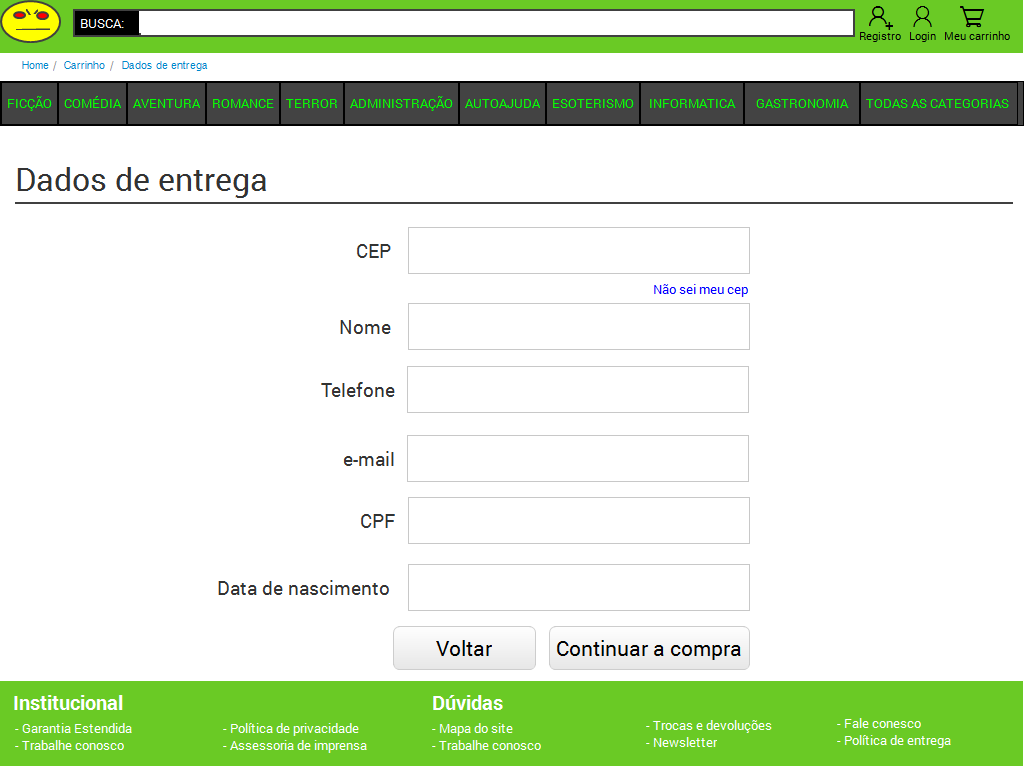 BUSCA:
Registro Login Meu carrinho
Home / Carrinho / Dados de entrega
FICÇÃO COMÉDIA AVENTURA ROMANCE TERROR ADMINISTRAÇÃO AUTOAJUDA ESOTERISMO INFORMATICA GASTRONOMIA TODAS AS CATEGORIAS
Dados de entrega
CEP
Não sei meu cep
Nome
Telefone
e-mail
CPF
Data de nascimento
Voltar Continuar a compra
Institucional
- Garantia Estendida
- Trabalhe conosco
- Política de privacidade
- Assessoria de imprensa
Dúvidas
- Mapa do site
- Trabalhe conosco
- Trocas e devoluções
- Newsletter
- Fale conesco
- Política de entrega